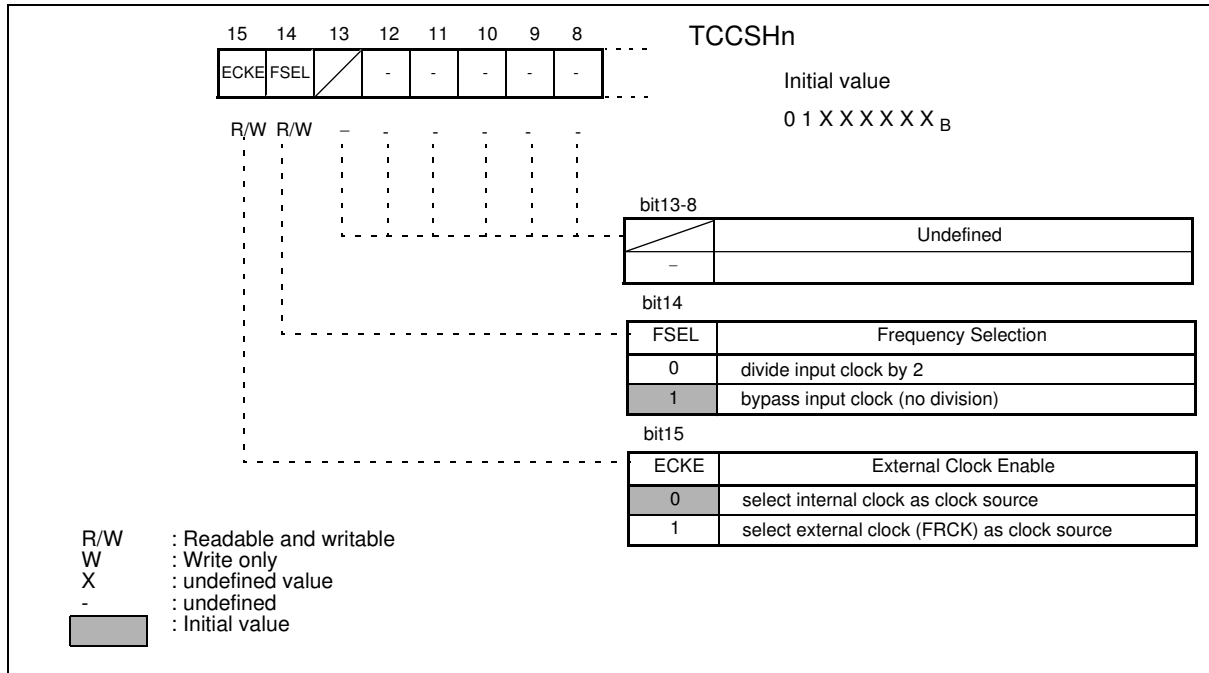 15 14 13 12 11 10 9 8
TCCSHn
ECKE FSEL - - - - -
Initial value
0 1 X X X X X X B
R/W R/W – - - - - -
bit13-8
Undefined
–
bit14
FSEL Frequency Selection
0 divide input clock by 2
1 bypass input clock (no division)
bit15
ECKE External Clock Enable
0 select internal clock as clock source
1 select external clock (FRCK) as clock source
R/W : Readable and writable
W : Write only
X : undefined value
- : undefined
: Initial value